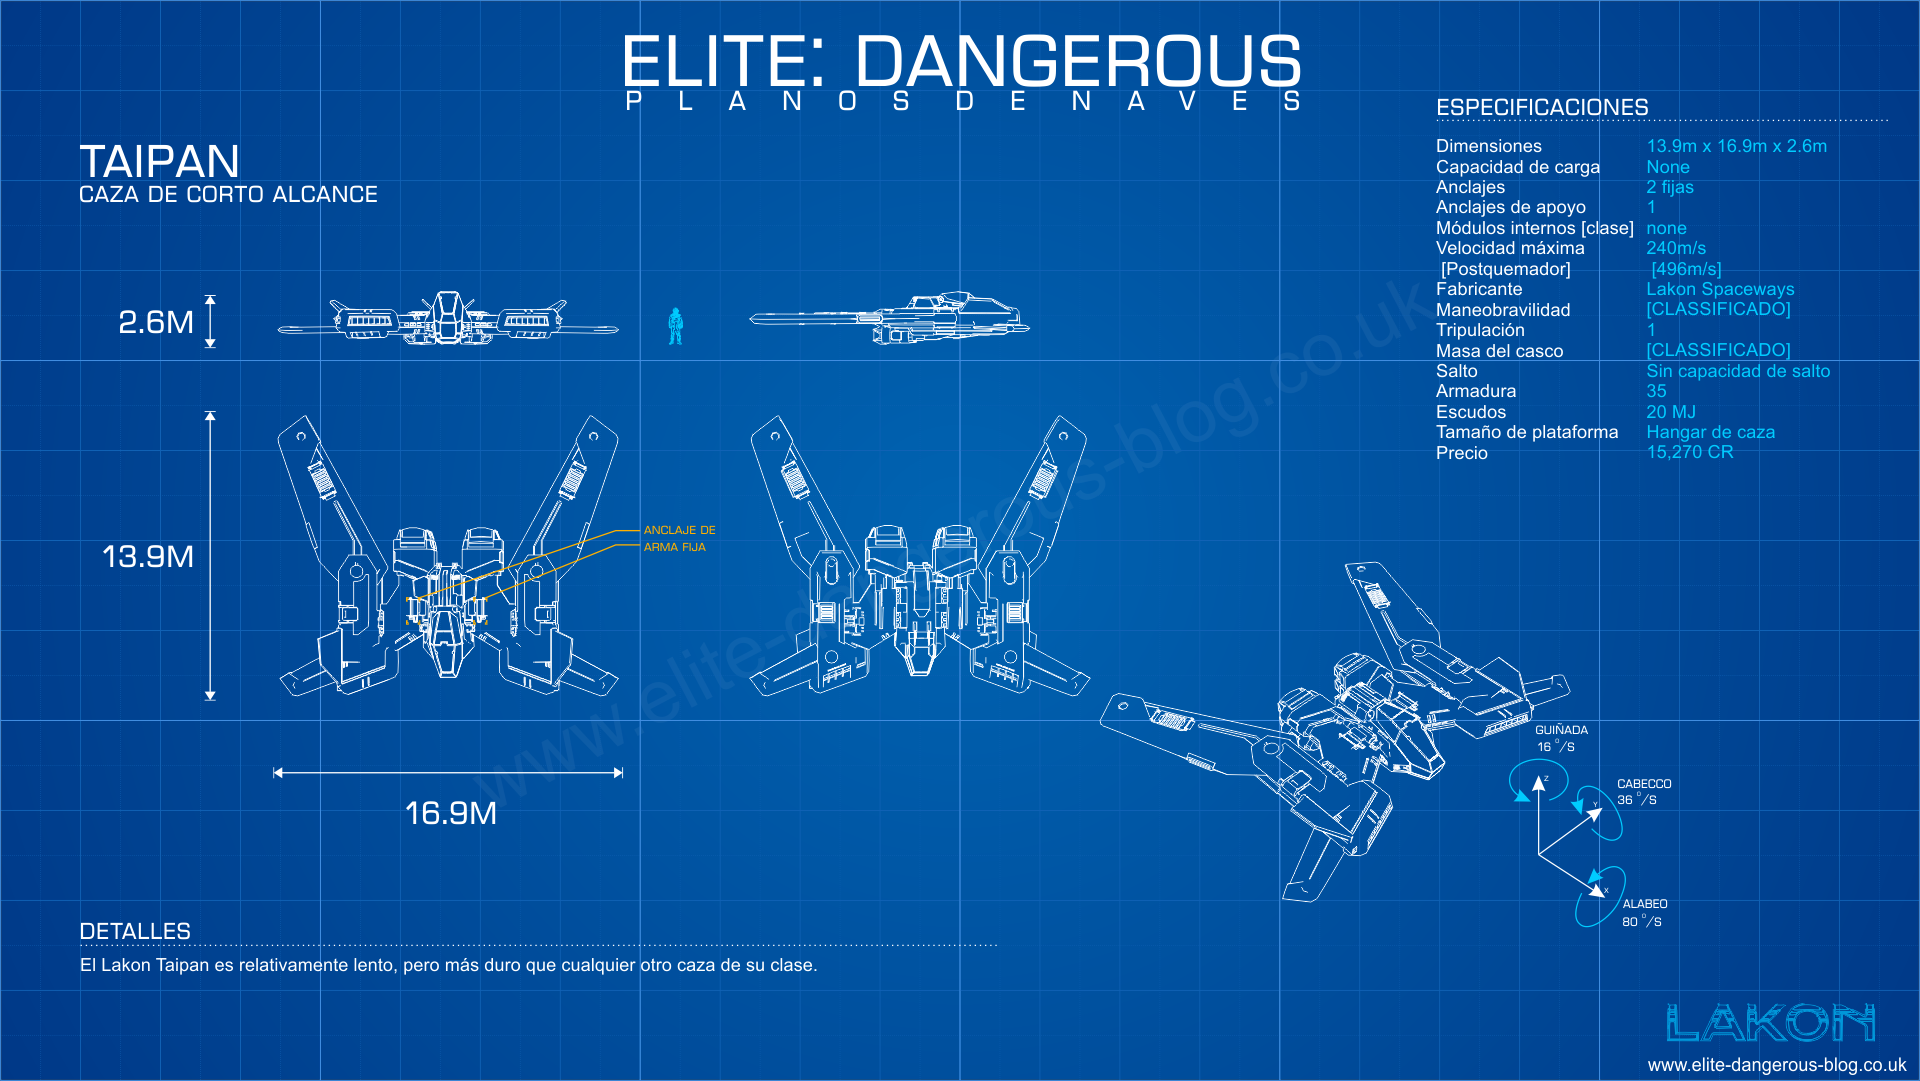 ELITE: DANGEROUS
PLANOS DE NAVES
TAIPAN
CAZA DE CORTO ALCANCE
ESPECIFICACIONES
Dimensiones 13.9m x 16.9m x 2.6m
Capacidad de carga None
Anclajes 2 fijas
Anclajes de apoyo 1
Módulos internos [clase] none
Velocidad máxima 240m/s
[Postquemador] [496m/s]
Fabricante Lakon Spaceways
Maneobravilidad [CLASSIFICADO]
Tripulación 1
Masa del casco [CLASSIFICADO]
Salto Sin capacidad de salto
Armadura 35
Escudos 20 MJ
Tamaño de plataforma Hangar de caza
Precio 15,270 CR
2.6M
13.9M
ANCLAJE DE
ARMA FIJA
16.9M
www.elite-dangerous-blog.co.uk
GUIÑADA
16 °/S
Z
CABECCO
36 °/S
Y
X
ALABEO
80 °/S
DETALLES
El Lakon Taipan es relativamente lento, pero más duro que cualquier otro caza de su clase.
LAKON
www.elite-dangerous-blog.co.uk